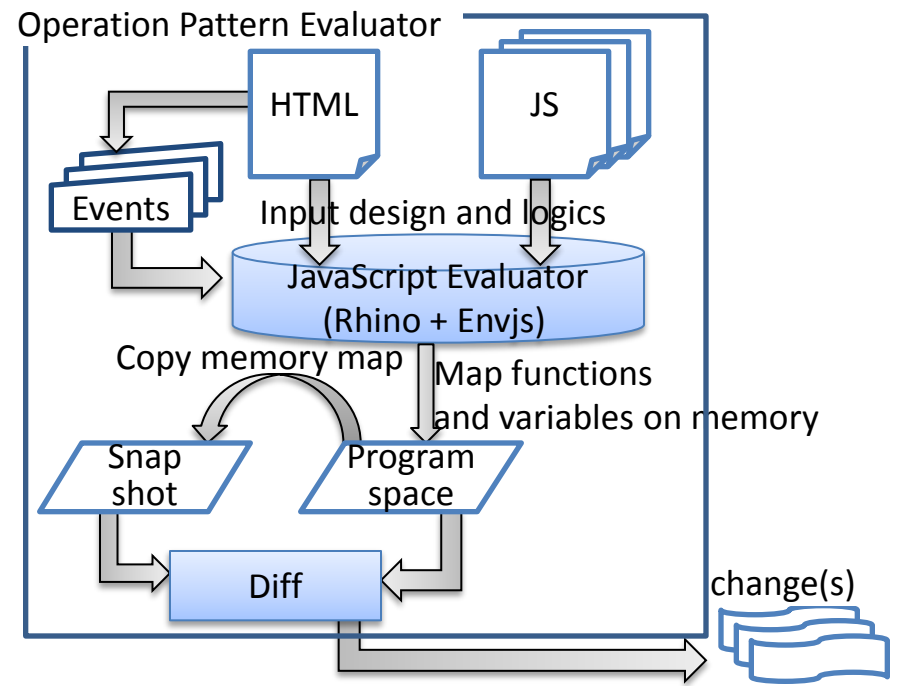 Operation Pattern Evaluator
HTML
JS
Events
Input design and logics
JavaScript Evaluator
(Rhino + Envjs)
Copy memory map
Map functions
and variables on memory
Snap
shot
Program
space
Diff
change(s)